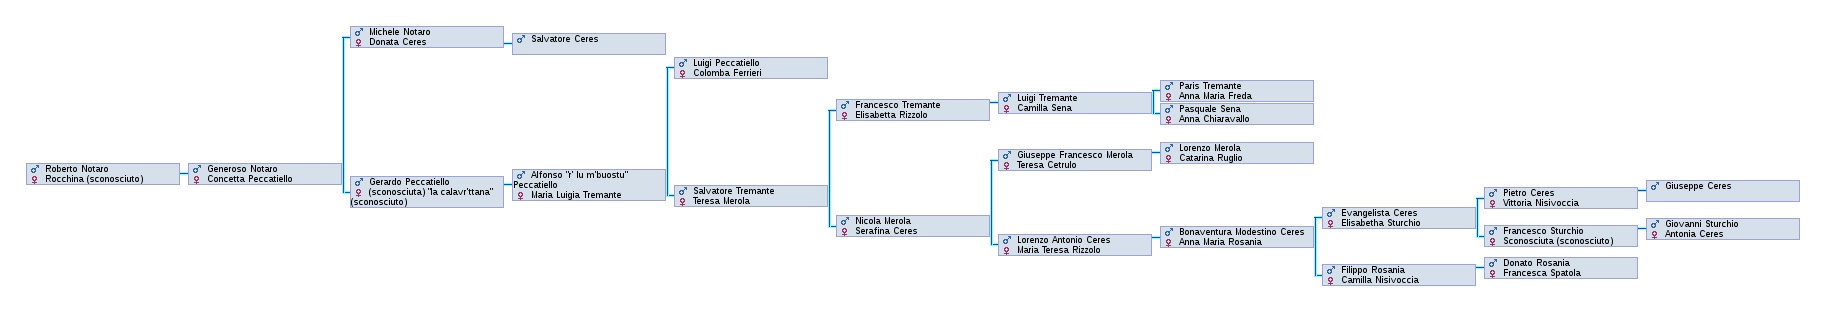 Roberto Notaro
Rocchina (sconosciuto)
Generoso Notaro
Concetta Peccatiello
Michele Notaro
Donata Ceres
Gerardo Peccatiello
(sconosciuta) "la calavr'ttana"
(sconosciuto)
Salvatore Ceres
Alfonso "r' lu m'buostu"
Peccatiello
Maria Luigia Tremante
Luigi Peccatiello
Colomba Ferrieri
Salvatore Tremante
Teresa Merola
Francesco Tremante
Elisabetta Rizzolo
Nicola Merola
Serafina Ceres
Luigi Tremante
Camilla Sena
Giuseppe Francesco Merola
Teresa Cetrulo
Lorenzo Antonio Ceres
Maria Teresa Rizzolo
Paris Tremante
Anna Maria Freda
Pasquale Sena
Anna Chiaravallo
Lorenzo Merola
Catarina Ruglio
Bonaventura Modestino Ceres
Anna Maria Rosania
Evangelista Ceres
Elisabetha Sturchio
Filippo Rosania
Camilla Nisivoccia
Pietro Ceres
Vittoria Nisivoccia
Francesco Sturchio
Sconosciuta (sconosciuto)
Donato Rosania
Francesca Spatola
Giuseppe Ceres
Giovanni Sturchio
Antonia Ceres